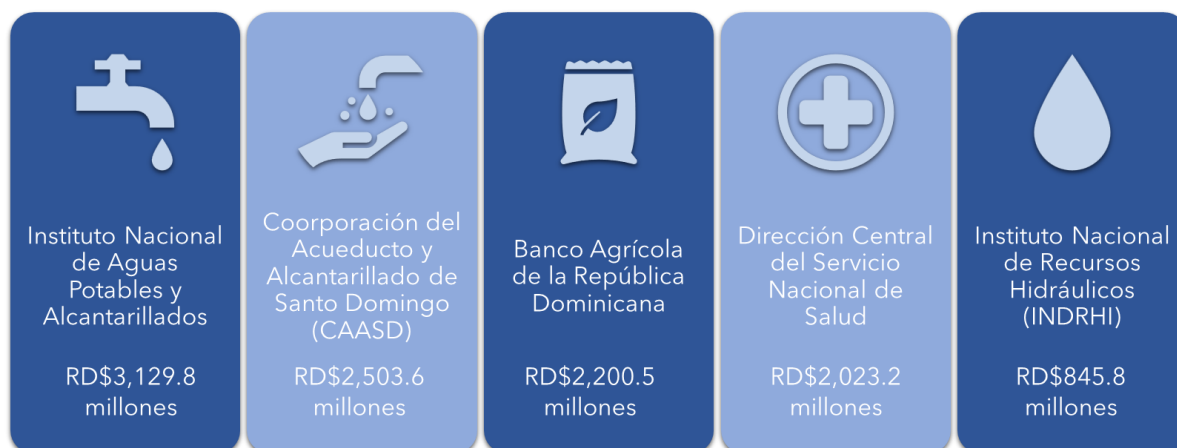 Instituto Nacional
de Aguas
Potables y
Alcantarillados
RD$3,129.8
millones
Coorporación del
Acueducto y
Alcantarillado de
Santo Domingo
(CAASD)
RD$2,503.6
millones
Banco Agrícola
de la República
Dominicana
RD$2,200.5
millones
Dirección Central
del Servicio
Nacional de
Salud
RD$2,023.2
millones
Instituto Nacional
de Recursos
Hidráulicos
(INDRHI)
RD$845.8
millones